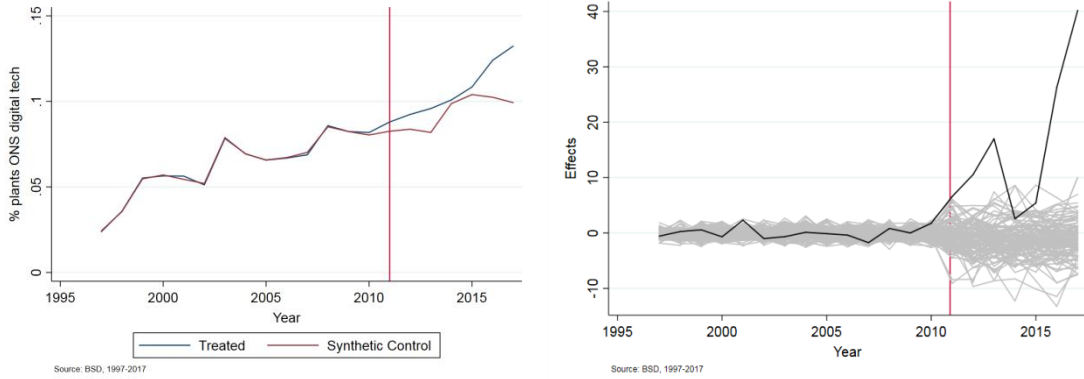 .15
% plants ONS digital tech
.1
.05
0
1995 2000 2005 2010 2015
Year
Treated Synthetic Control
Source: BSD, 1997-2017
40
30
Effects
20
10
0
-10
1995 2000 2005 2010 2015
Year
Source: BSD, 1997-2017